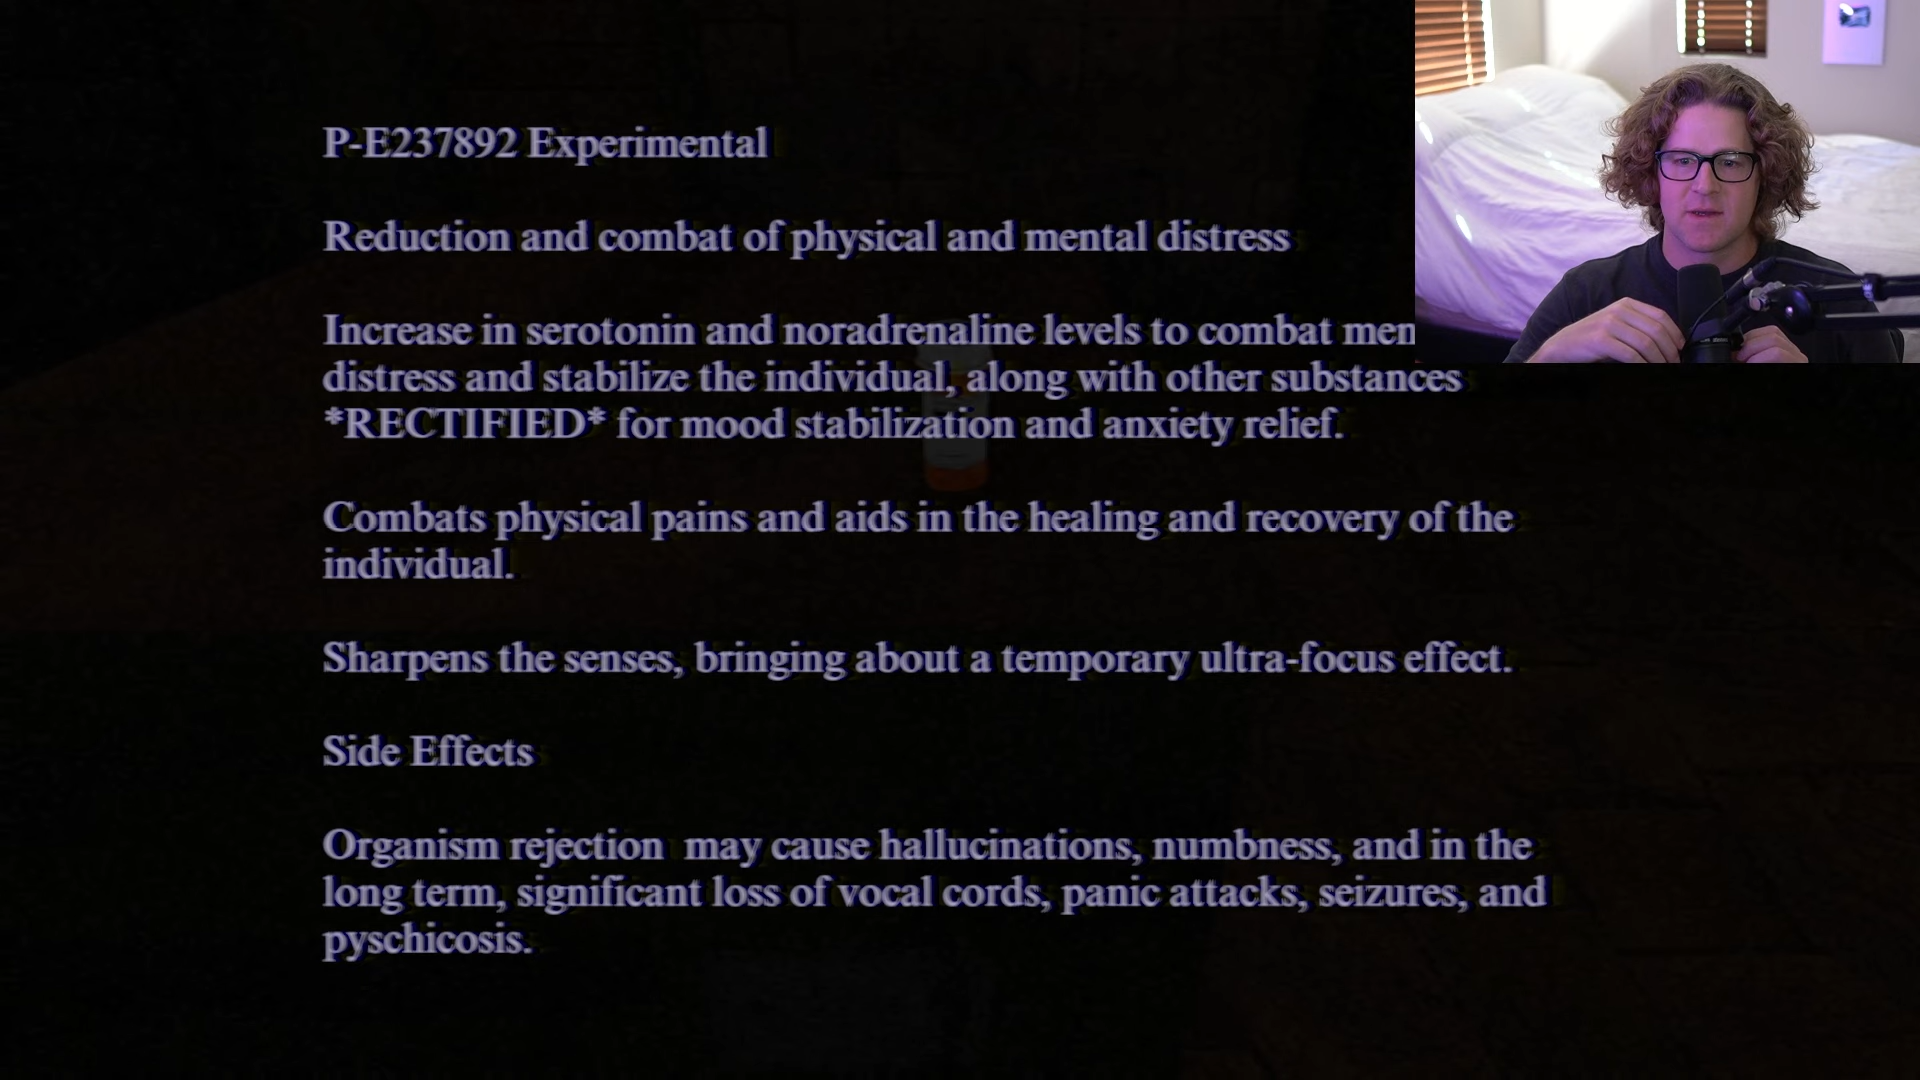 P-E237892 Experimental
Reduction and combat of physical and mental distress
Increase in serotonin and noradrenaline levels to combat men
distress and stabilize the individual, along with other substances
*RECTIFIED* for mood stabilization and anxiety relief.
Combats physical pains and aids in the healing and recovery of the
individual.
Sharpens the senses, bringing about a temporary ultra-focus effect.
Side Effects
Organism rejection  may cause hallucinations, numbness, and in the
long term, significant loss of vocal cords, panic attacks, seizures, and
pyschicosis.